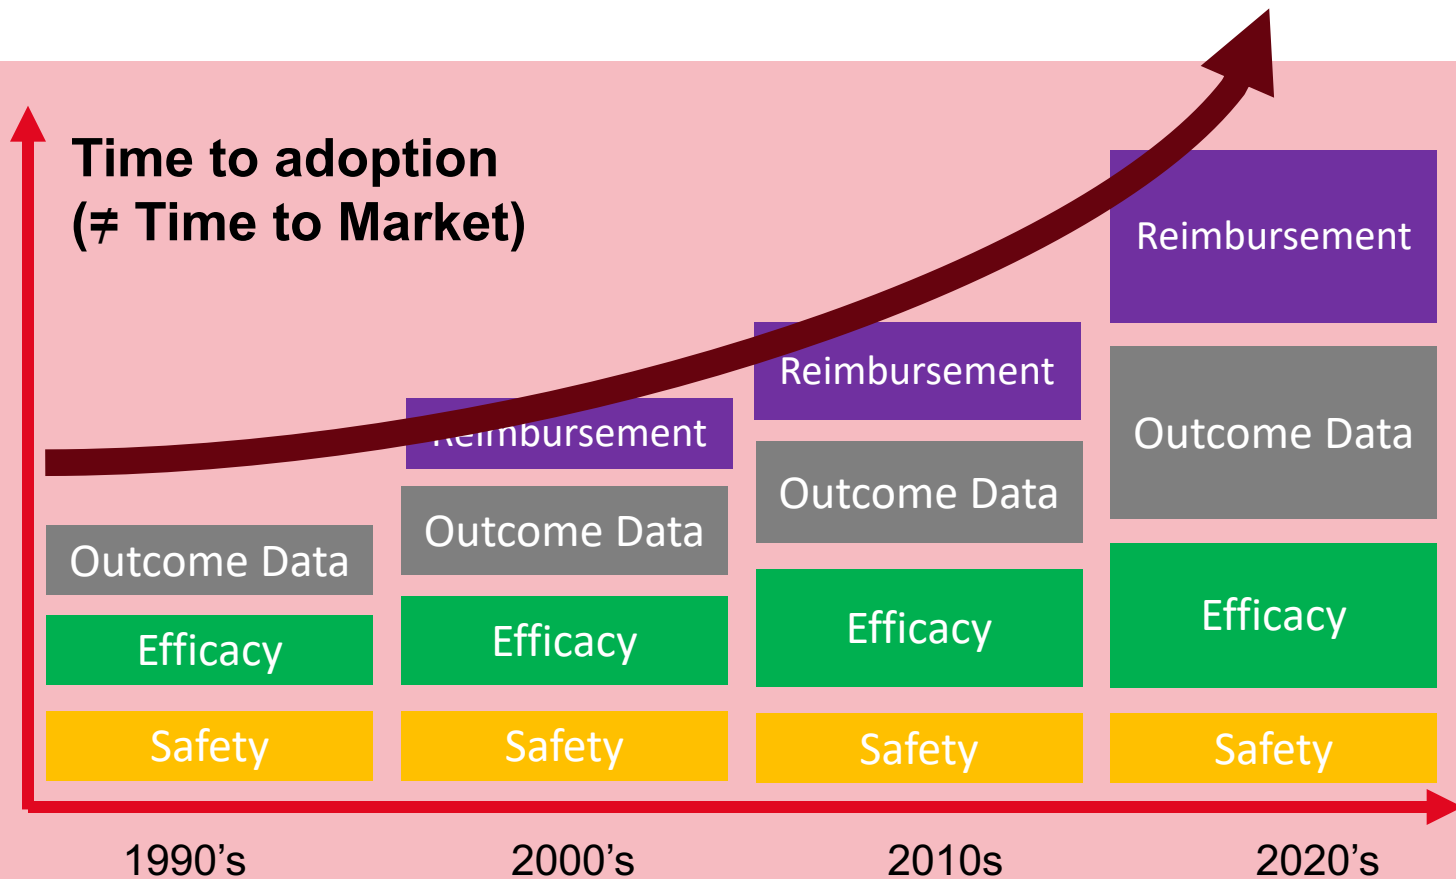 Time to adoption
(≠ Time to Market)
Reimbursement
Reimbursement
Reimbursement
Outcome Data
Outcome Data
Outcome Data
Outcome Data
Efficacy
Efficacy
Efficacy
Efficacy
Safety
Safety
Safety
Safety
1990’s
2000’s
2010s
2020’s